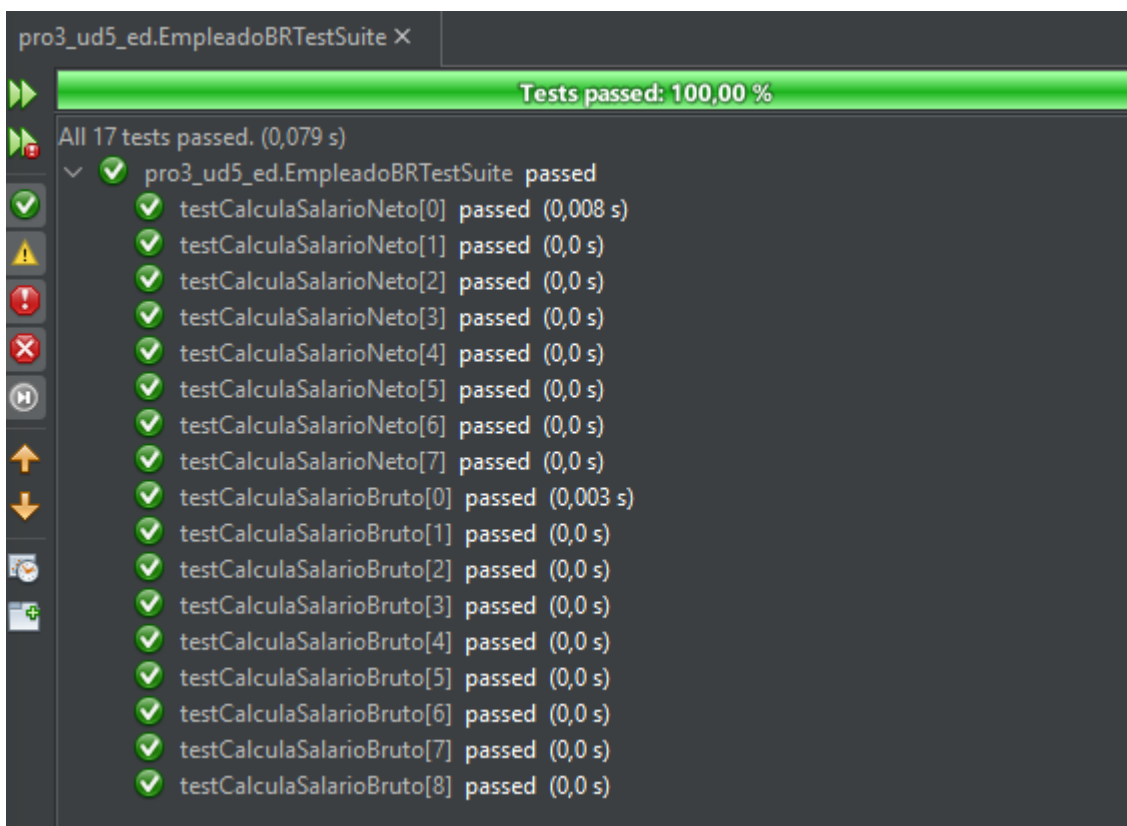 pro3_ud5_ed.EmpleadoBRTestSuite ×
Tests passed: 100,00 %
All 17 tests passed. (0,079 s)
pro3_ud5_ed.EmpleadoBRTestSuite passed
testCalculaSalarioNeto[0] passed (0,008 s)
testCalculaSalarioNeto[1] passed (0,0 s)
testCalculaSalarioNeto[2] passed (0,0 s)
testCalculaSalarioNeto[3] passed (0,0 s)
testCalculaSalarioNeto[4] passed (0,0 s)
testCalculaSalarioNeto[5] passed (0,0 s)
testCalculaSalarioNeto[6] passed (0,0 s)
testCalculaSalarioNeto[7] passed (0,0 s)
testCalculaSalarioBruto[0] passed (0,003 s)
testCalculaSalarioBruto[1] passed (0,0 s)
testCalculaSalarioBruto[2] passed (0,0 s)
testCalculaSalarioBruto[3] passed (0,0 s)
testCalculaSalarioBruto[4] passed (0,0 s)
testCalculaSalarioBruto[5] passed (0,0 s)
testCalculaSalarioBruto[6] passed (0,0 s)
testCalculaSalarioBruto[7] passed (0,0 s)
testCalculaSalarioBruto[8] passed (0,0 s)